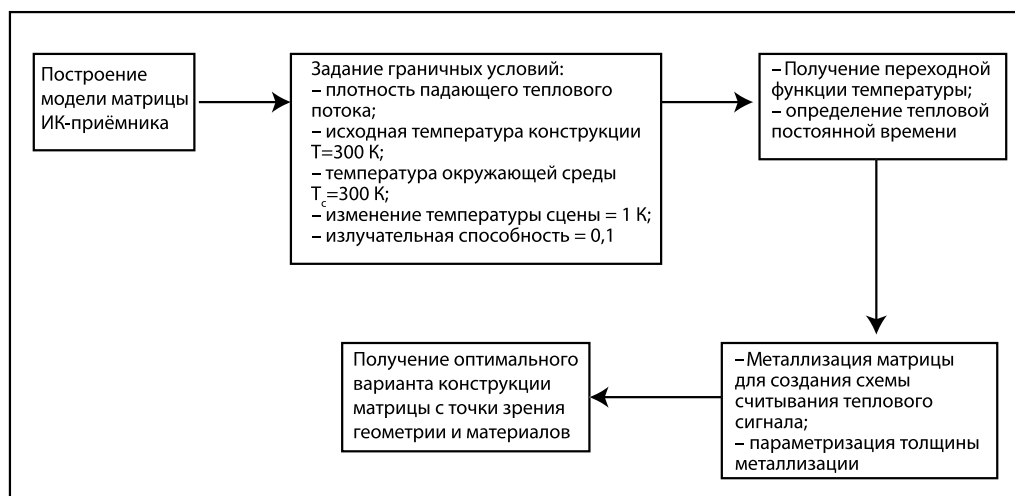 Построение
модели матрицы
ИК-приёмника
Задание граничных условий:
– плотность падающего теплового
потока;
– исходная температура конструкции
T=300 К;
– температура окружающей среды
Tc=300 К;
– изменение температуры сцены = 1 К;
– излучательная способность = 0,1
– Получение переходной
функции температуры;
– определение тепловой
постоянной времени
– Металлизация матрицы
для создания схемы
считывания теплового
сигнала;
– параметризация толщины
металлизации
Получение оптимального
варианта конструкции
матрицы с точки зрения
геометрии и материалов